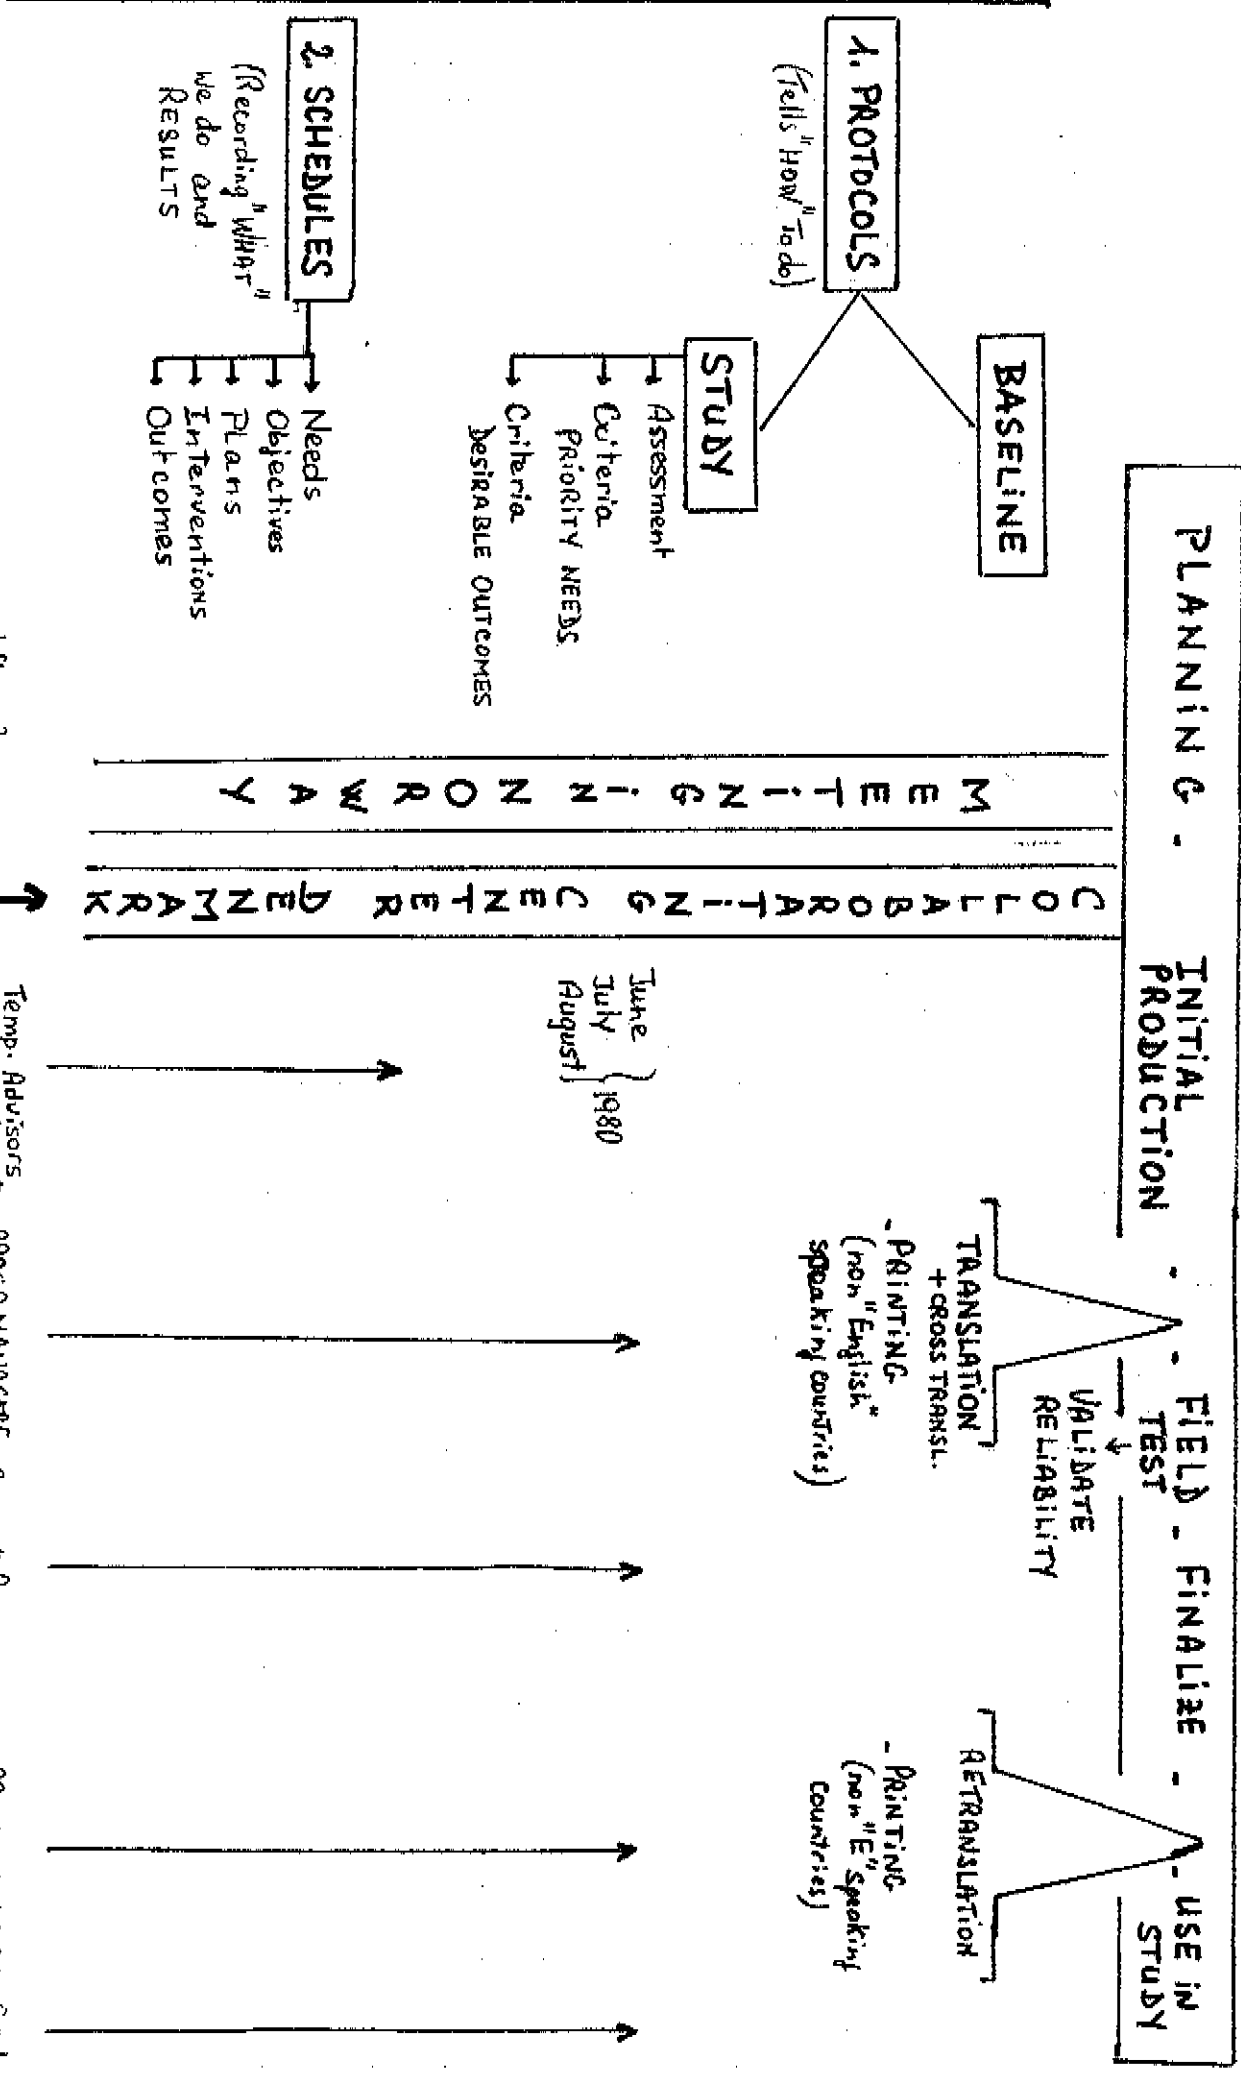 PLANNING - INITIAL - - FIELD - FINALIZE - - USE IN
PRODUCTION
TEST
STUDY
VALIDATE
RELIABILITY
BASELINE
1. PROTOCOLS
(Tells "HOW" To do)
STUDY
Assessment
Criteria
PRIORITY NEEDS
Criteria
DESIRABLE OUTCOMES
2. SCHEDULES
(Recording "WHAT"
we do and
RESULTS
Needs
Objectives
Plans
Interventions
Outcomes
MEETING IN NORWAY
COLLABORATING CENTER DENMARK
June
July
August
1980
TRANSLATION
+ CROSS TRANSL.
- PRINTING
(non "English"
speaking countries)
RETRANSLATION
- PRINTING
(non "E" speaking
countries)
Temp. Advisors